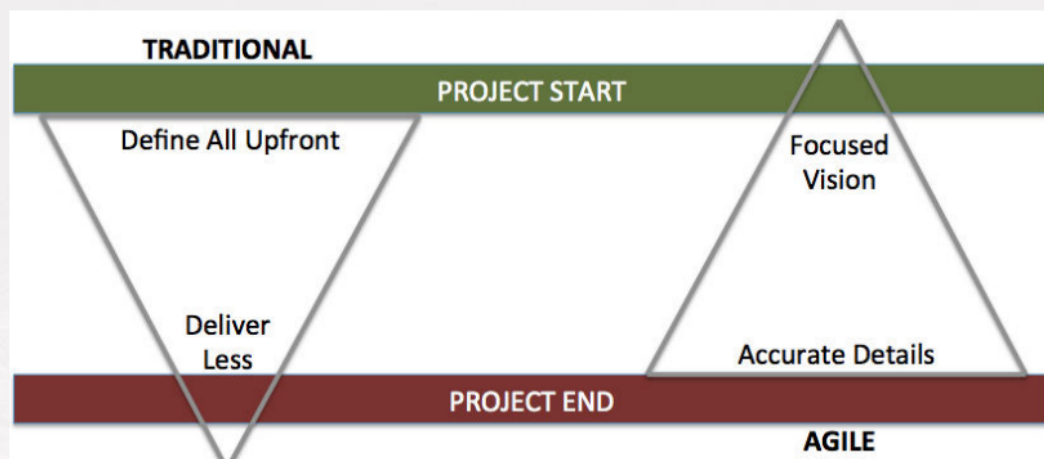 TRADITIONAL
PROJECT START
Define All Upfront
Focused
Vision
Deliver
Less
Accurate Details
PROJECT END
AGILE